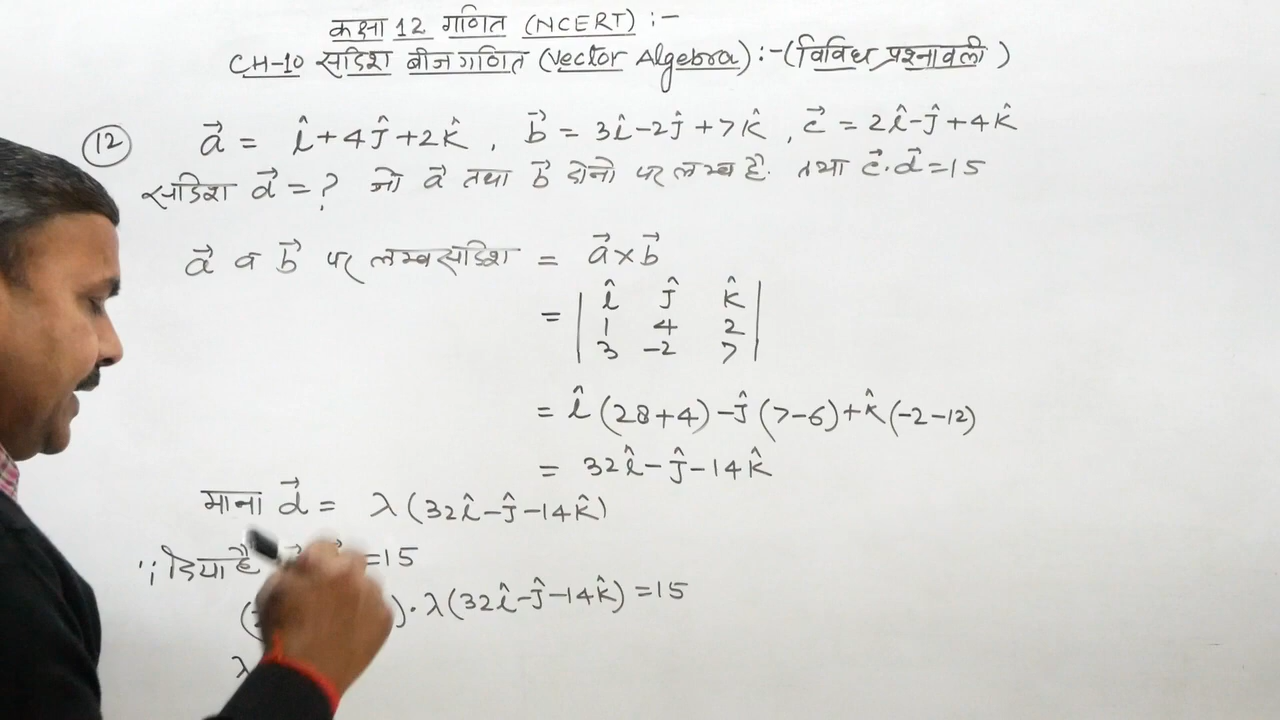 कक्षा 12 गणित (NCERT) :-
CH-10 सदिश बीजगणित (Vector Algebra) :- (विविध प्रश्नावली)
(12) a⃗ = î+4ĵ+2k̂, b⃗ = 3î-2ĵ+7k̂, c⃗ = 2î-ĵ+4k̂
सदिश d⃗ = ? जो a⃗ तथा b⃗ दोनो पर लम्ब है. तथा c⃗.d⃗=15
a⃗ व b⃗ पर लम्ब सदिश = a⃗×b⃗
= | î ĵ k̂ |
| 1 4 2 |
| 3 -2 7 |
= î(28+4)-ĵ(7-6)+k̂(-2-12)
= 32î-ĵ-14k̂
माना d⃗ = λ(32î-ĵ-14k̂)
∵ दिया है =15
( ).λ(32î-ĵ-14k̂)=15
λ